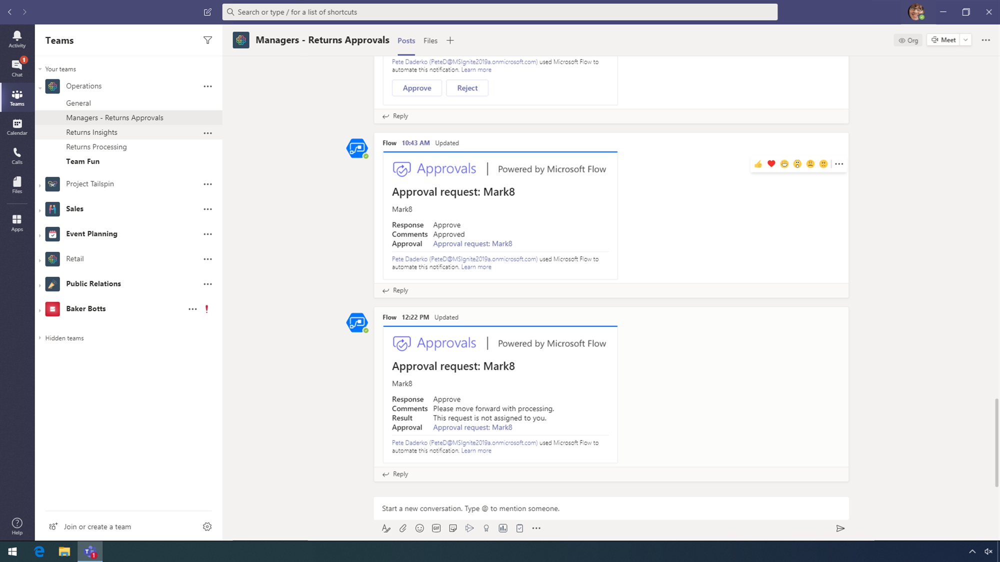 Search or type / for a list of shortcuts
Activity
1
Chat
Teams
Calendar
Calls
Files
Apps
Help
Teams
Your teams
Operations
General
Managers - Returns Approvals
Returns Insights
Returns Processing
Team Fun
Project Tailspin
Sales
Event Planning
Retail
Public Relations
Baker Botts
Hidden teams
Join or create a team
Managers - Returns Approvals Posts Files
Org Meet
Pete Daderko (PeteD@MSIgnite2019a.onmicrosoft.com) used Microsoft Flow to
automate this notification. Learn more
Approve Reject
Reply
Flow 10:43 AM Updated
Approvals | Powered by Microsoft Flow
Approval request: Mark8
Mark8
Response Approve
Comments Approved
Approval Approval request: Mark8
Pete Daderko (PeteD@MSIgnite2019a.onmicrosoft.com) used Microsoft Flow to
automate this notification. Learn more
Reply
Flow 12:22 PM Updated
Approvals | Powered by Microsoft Flow
Approval request: Mark8
Mark8
Response Approve
Comments Please move forward with processing.
Result This request is not assigned to you.
Approval Approval request: Mark8
Pete Daderko (PeteD@MSIgnite2019a.onmicrosoft.com) used Microsoft Flow to
automate this notification. Learn more
Reply
Start a new conversation. Type @ to mention someone.
GIF
T 1